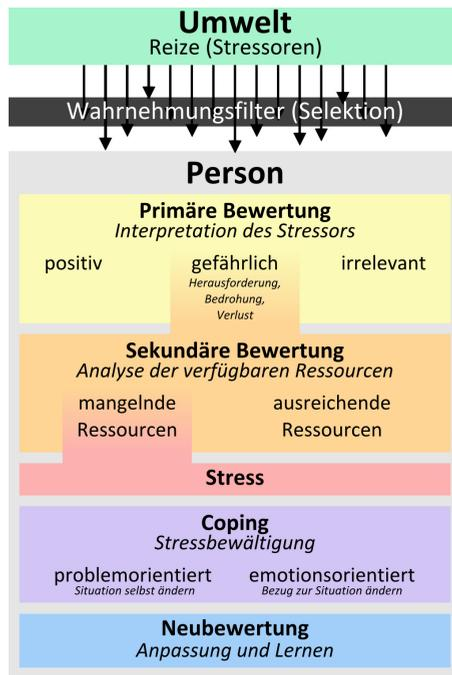 Umwelt
Reize (Stressoren)
Wahrnehmungsfilter (Selektion)
Person
Primäre Bewertung
Interpretation des Stressors
positiv
gefährlich
irrelevant
Herausforderung,
Bedrohung,
Verlust
Sekundäre Bewertung
Analyse der verfügbaren Ressourcen
mangelnde
Ressourcen
ausreichende
Ressourcen
Stress
Coping
Stressbewältigung
problemorientiert
Situation selbst ändern
emotionsorientiert
Bezug zur Situation ändern
Neubewertung
Anpassung und Lernen